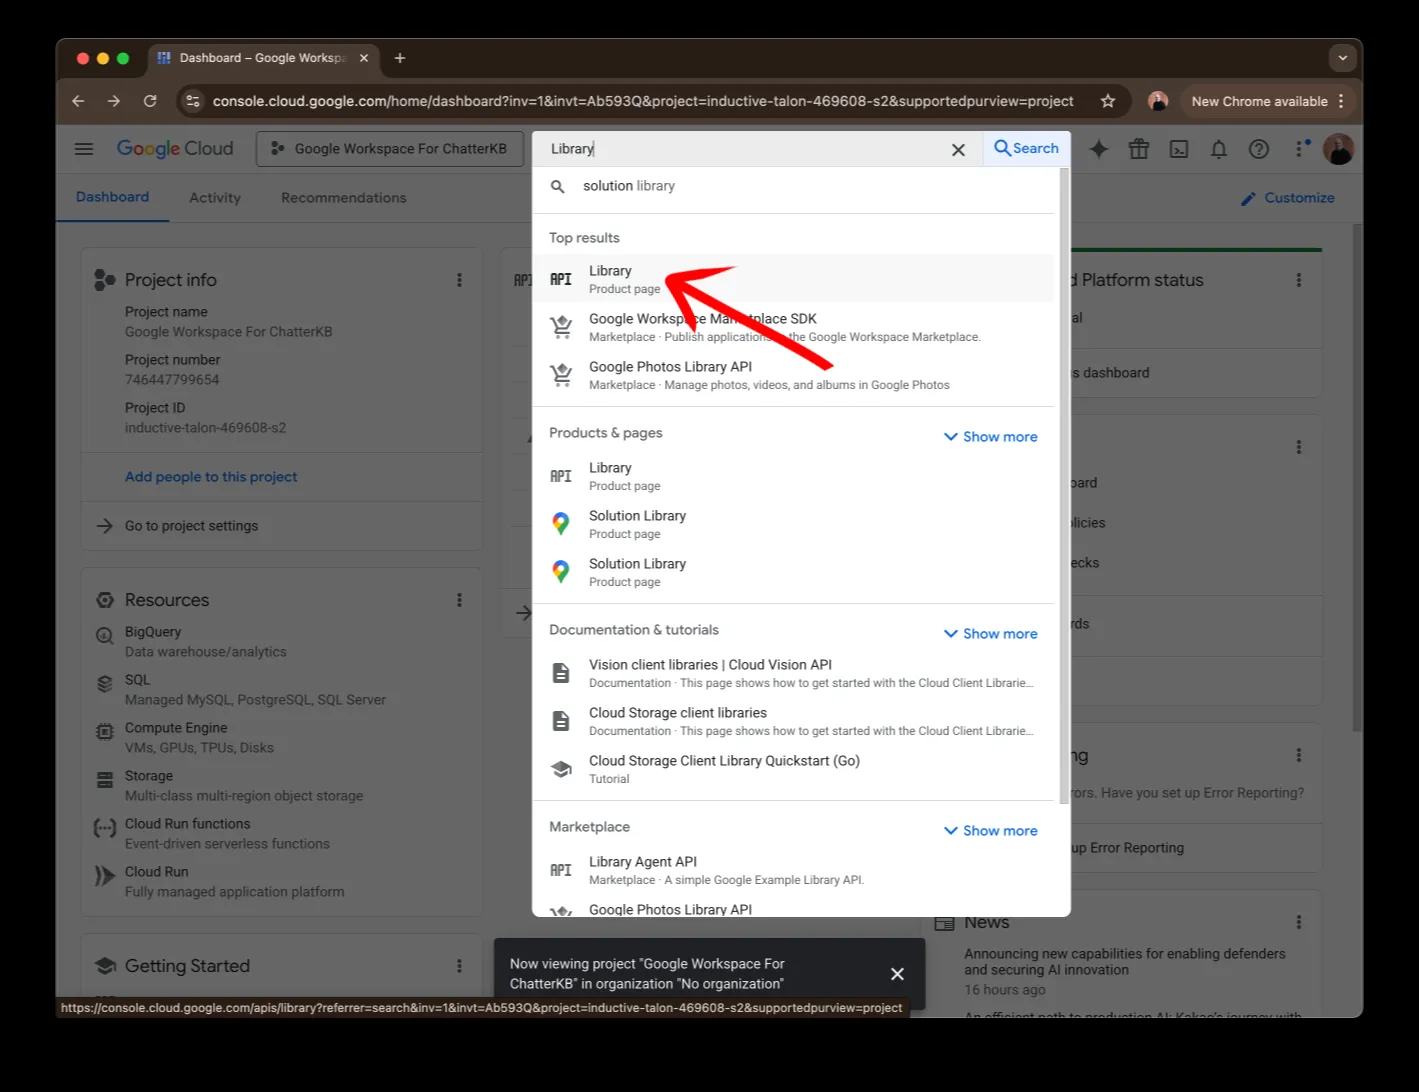 Dashboard – Google Workspa
console.cloud.google.com/home/dashboard?inv=1&invt=Ab593Q&project=inductive-talon-469608-s2&supportedpurview=project
New Chrome available
Google Cloud
Google Workspace For ChatterKB
Library
Search
Dashboard
Activity
Recommendations
Customize
solution library
Top results
API
Library
Product page
Google Workspace Marketplace SDK
Marketplace · Publish applications to the Google Workspace Marketplace.
Google Photos Library API
Marketplace · Manage photos, videos, and albums in Google Photos
Products & pages
Show more
API
Library
Product page
Solution Library
Product page
Solution Library
Product page
Documentation & tutorials
Show more
Vision client libraries | Cloud Vision API
Documentation · This page shows how to get started with the Cloud Client Librarie...
Cloud Storage client libraries
Documentation · This page shows how to get started with the Cloud Client Librarie...
Cloud Storage Client Library Quickstart (Go)
Tutorial
Marketplace
Show more
API
Library Agent API
Marketplace · A simple Google Example Library API.
Google Photos Library API
Project info
Project name
Google Workspace For ChatterKB
Project number
746447799654
Project ID
inductive-talon-469608-s2
Add people to this project
Go to project settings
Resources
BigQuery
Data warehouse/analytics
SQL
Managed MySQL, PostgreSQL, SQL Server
Compute Engine
VMs, GPUs, TPUs, Disks
Storage
Multi-class multi-region object storage
Cloud Run functions
Event-driven serverless functions
Cloud Run
Fully managed application platform
Getting Started
API
d Platform status
al
s dashboard
oard
olicies
ecks
rds
ng
rors. Have you set up Error Reporting?
up Error Reporting
News
Announcing new capabilities for enabling defenders
and securing AI innovation
16 hours ago
An efficient path to production AI: Kakao's journey with
Now viewing project "Google Workspace For
ChatterKB" in organization "No organization"
https://console.cloud.google.com/apis/library?referrer=search&inv=1&invt=Ab593Q&project=inductive-talon-469608-s2&supportedpurview=project